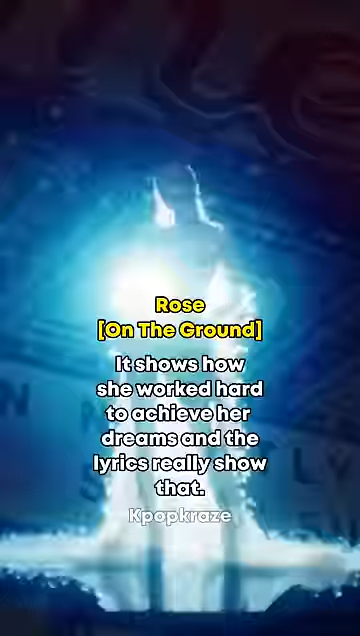 Rose
[On The Ground]
It shows how
she worked hard
to achieve her
dreams and the
lyrics really show
that.
Kpopkraze